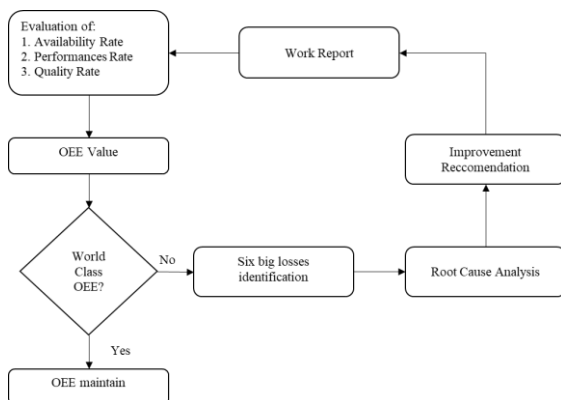 Evaluation of:
1. Availability Rate
2. Performances Rate
3. Quality Rate
Work Report
OEE Value
Improvement
Reccomendation
World
Class
OEE?
No
Six big losses
identification
Root Cause Analysis
Yes
OEE maintain